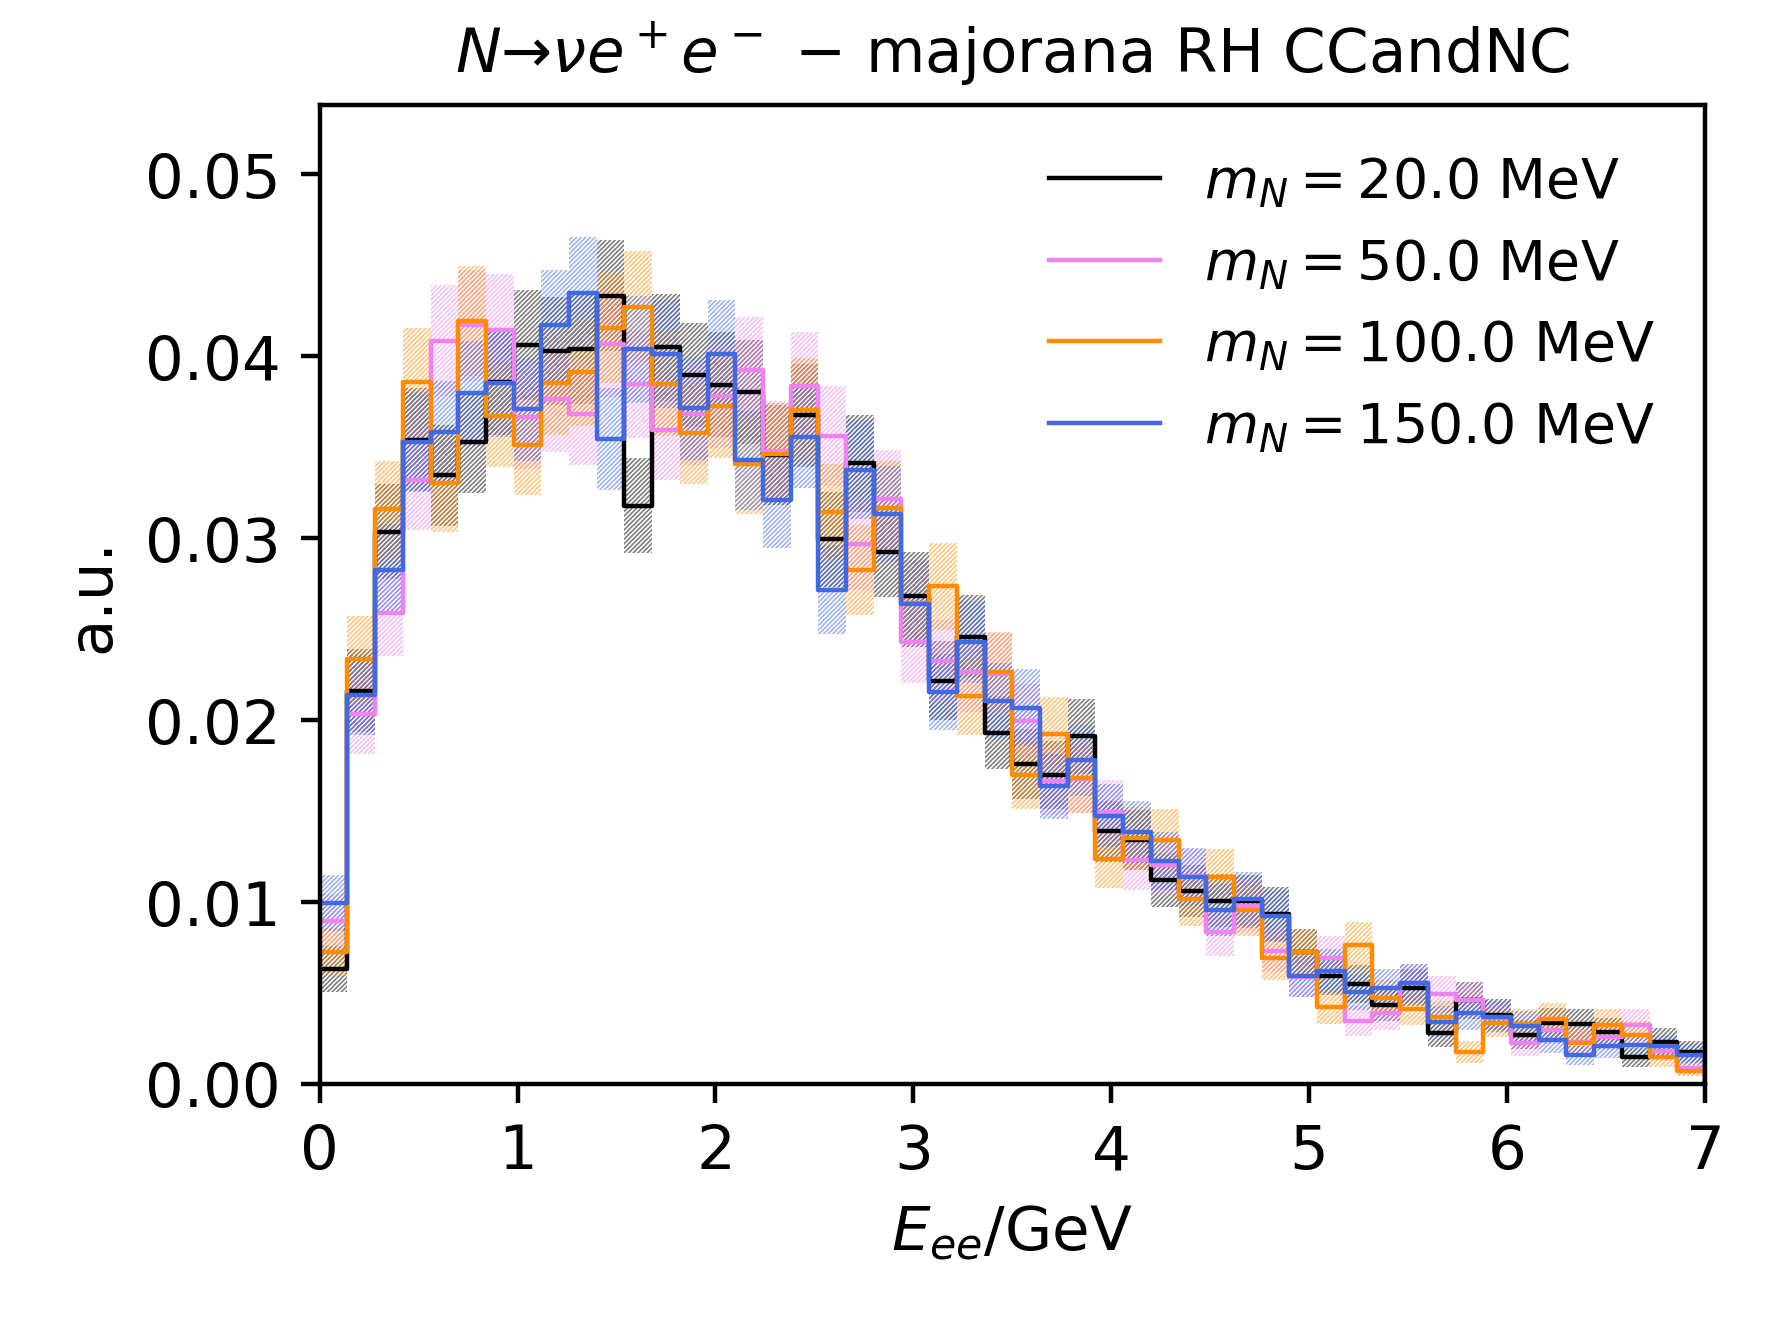 N→νe⁺e⁻ − majorana RH CCandNC
0.05
0.04
0.03
0.02
0.01
0.00
a.u.
m_N = 20.0 MeV
m_N = 50.0 MeV
m_N = 100.0 MeV
m_N = 150.0 MeV
0 1 2 3 4 5 6 7
E_ee/GeV